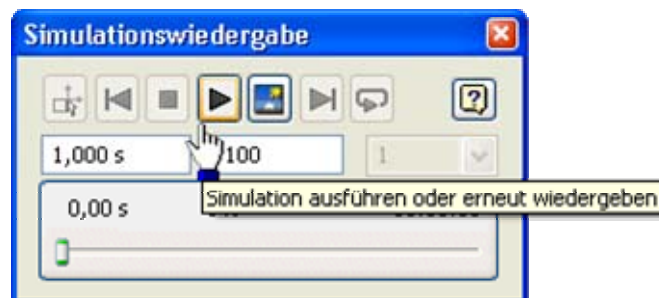 Simulationswiedergabe
1,000 s
100
1
0,00 s
Simulation ausführen oder erneut wiedergeben